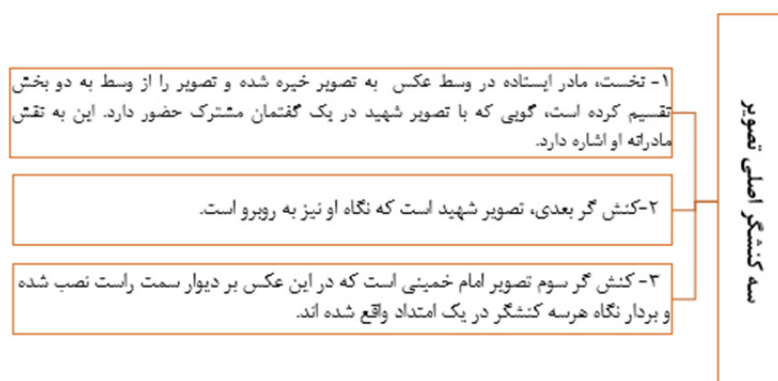 سه کنشگر اصلی تصویر
۱- نخست، مادر ایستاده در وسط عکس به تصویر خیره شده و تصویر را از وسط به دو بخش
تقسیم کرده است، گویی که با تصویر شهید در یک گفتمان مشترک حضور دارد. این به نقش
مادرانه او اشاره دارد.
۲-کنش گر بعدی، تصویر شهید است که نگاه او نیز به روبرو است.
۳- کنش گر سوم تصویر امام خمینی است که در این عکس بر دیوار سمت راست نصب شده
و بردار نگاه هرسه کنشگر در یک امتداد واقع شده اند.